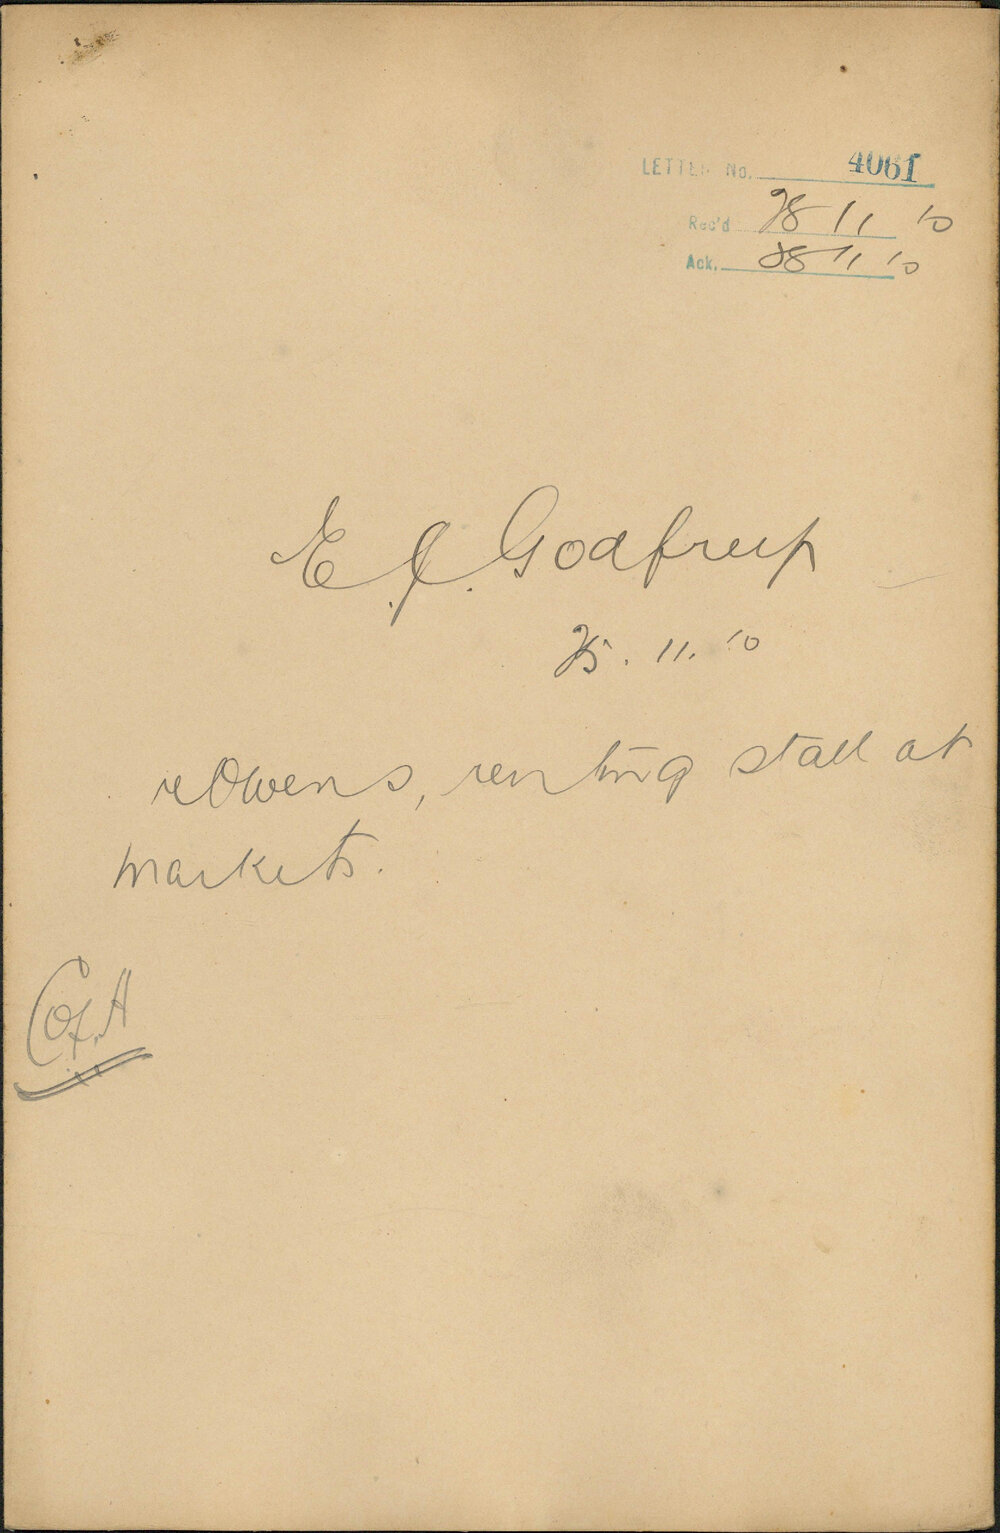 LETTER No. 4061
Rec'd 28 11 10
Ack. 28 11 10
E. J. Godfrey
25. 11. 10
re Owens, renting stall at
markets.
C of A